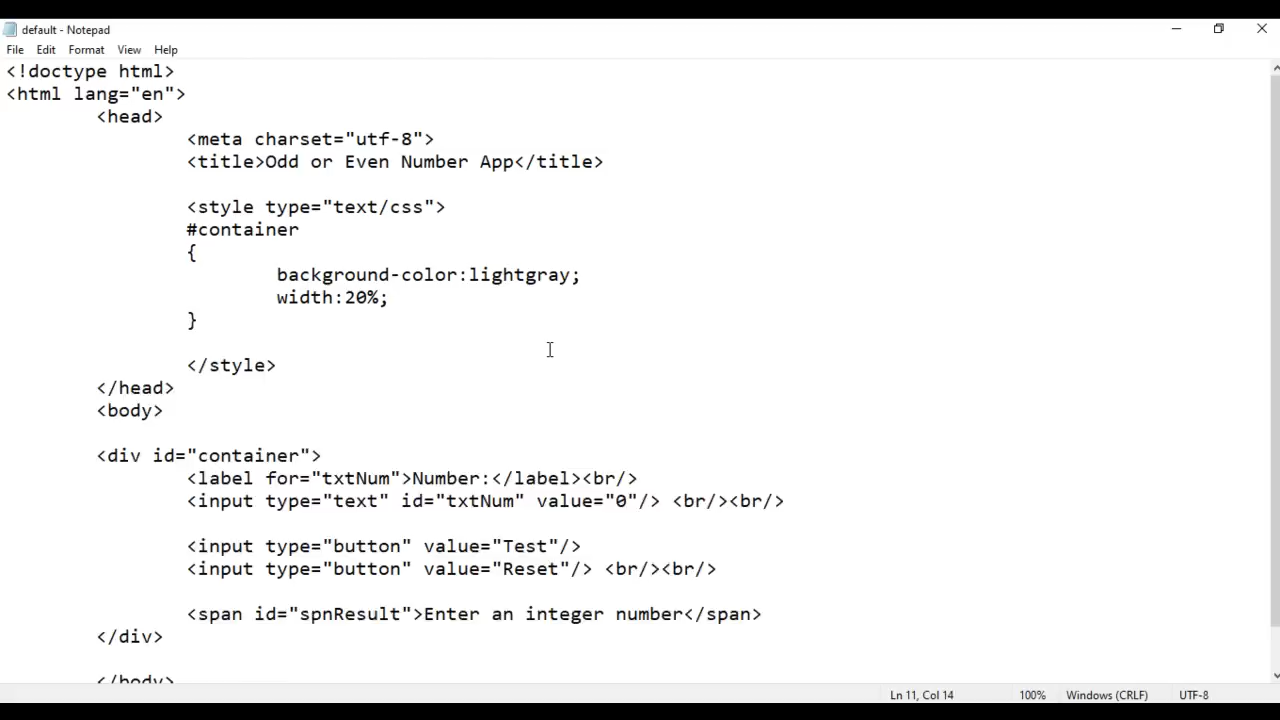 default - Notepad
File Edit Format View Help
<!doctype html>
<html lang="en">
<head>
<meta charset="utf-8">
<title>Odd or Even Number App</title>
<style type="text/css">
#container
{
background-color:lightgray;
width:20%;
}
</style>
</head>
<body>
<div id="container">
<label for="txtNum">Number:</label><br/>
<input type="text" id="txtNum" value="0"/> <br/><br/>
<input type="button" value="Test"/>
<input type="button" value="Reset"/> <br/><br/>
<span id="spnResult">Enter an integer number</span>
</div>
</body>
Ln 11, Col 14 100% Windows (CRLF) UTF-8